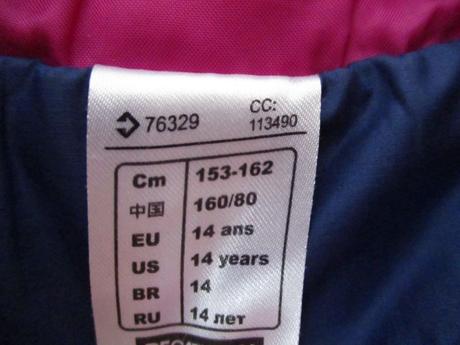 76329
CC:
113490
Cm 153-162
中国 160/80
EU 14 ans
US 14 years
BR 14
RU 14 лет